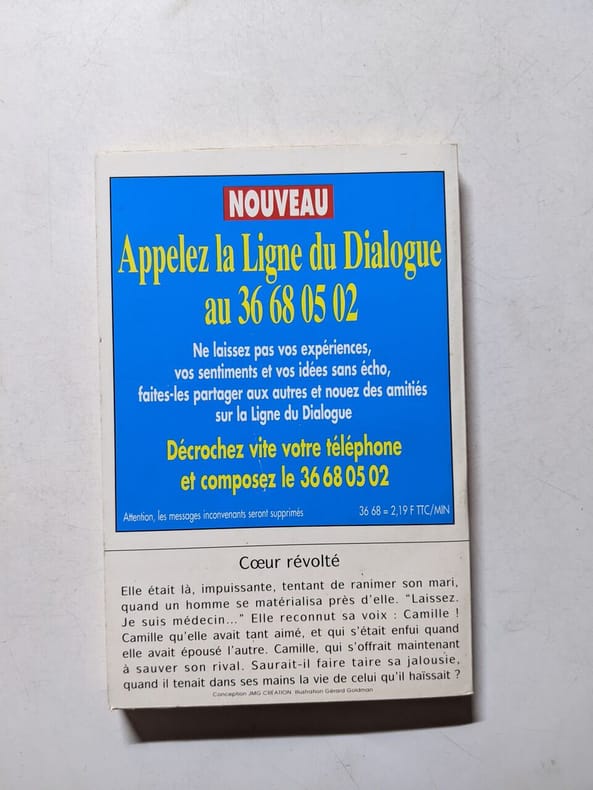 NOUVEAU
Appelez la Ligne du Dialogue
au 36 68 05 02
Ne laissez pas vos expériences,
vos sentiments et vos idées sans écho,
faites-les partager aux autres et nouez des amitiés
sur la Ligne du Dialogue
Décrochez vite votre téléphone
et composez le 36 68 05 02
Attention, les messages inconvenants seront supprimés
36 68 = 2,19 F TTC/MIN
Cœur révolté
Elle était là, impuissante, tentant de ranimer son mari,
quand un homme se matérialisa près d'elle. "Laissez.
Je suis médecin..." Elle reconnut sa voix : Camille !
Camille qu'elle avait tant aimé, et qui s'était enfui quand
elle avait épousé l'autre. Camille, qui s'offrait maintenant
à sauver son rival. Saurait-il faire taire sa jalousie,
quand il tenait dans ses mains la vie de celui qu'il haïssait ?
Conception JMG CREATION. Illustration Gérard Goldman